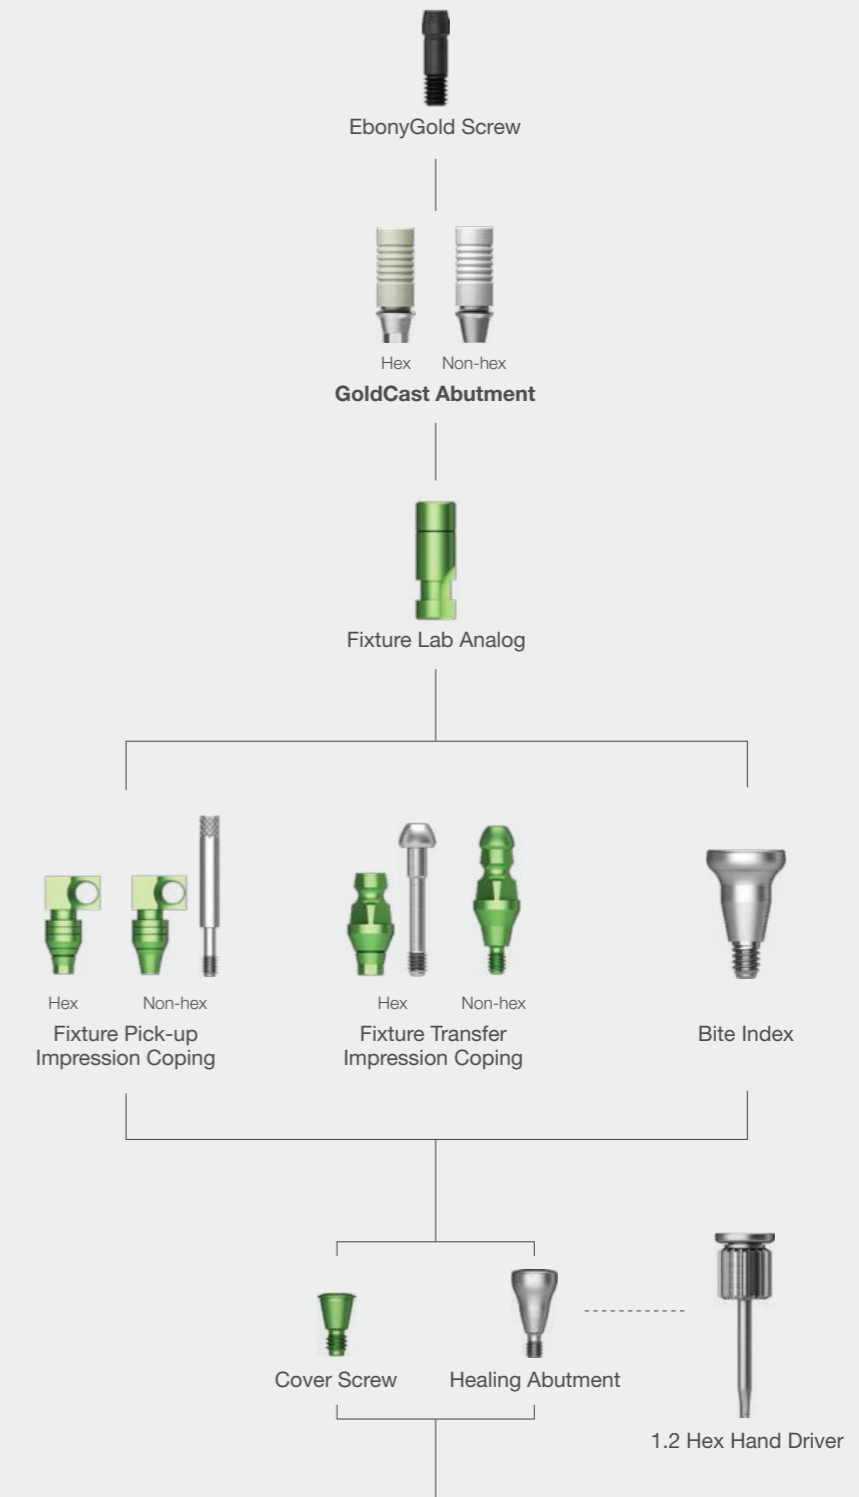 EbonyGold Screw
Hex Non-hex
GoldCast Abutment
Fixture Lab Analog
Hex Non-hex Hex Non-hex
Fixture Pick-up Fixture Transfer Bite Index
Impression Coping Impression Coping
Cover Screw Healing Abutment
1.2 Hex Hand Driver